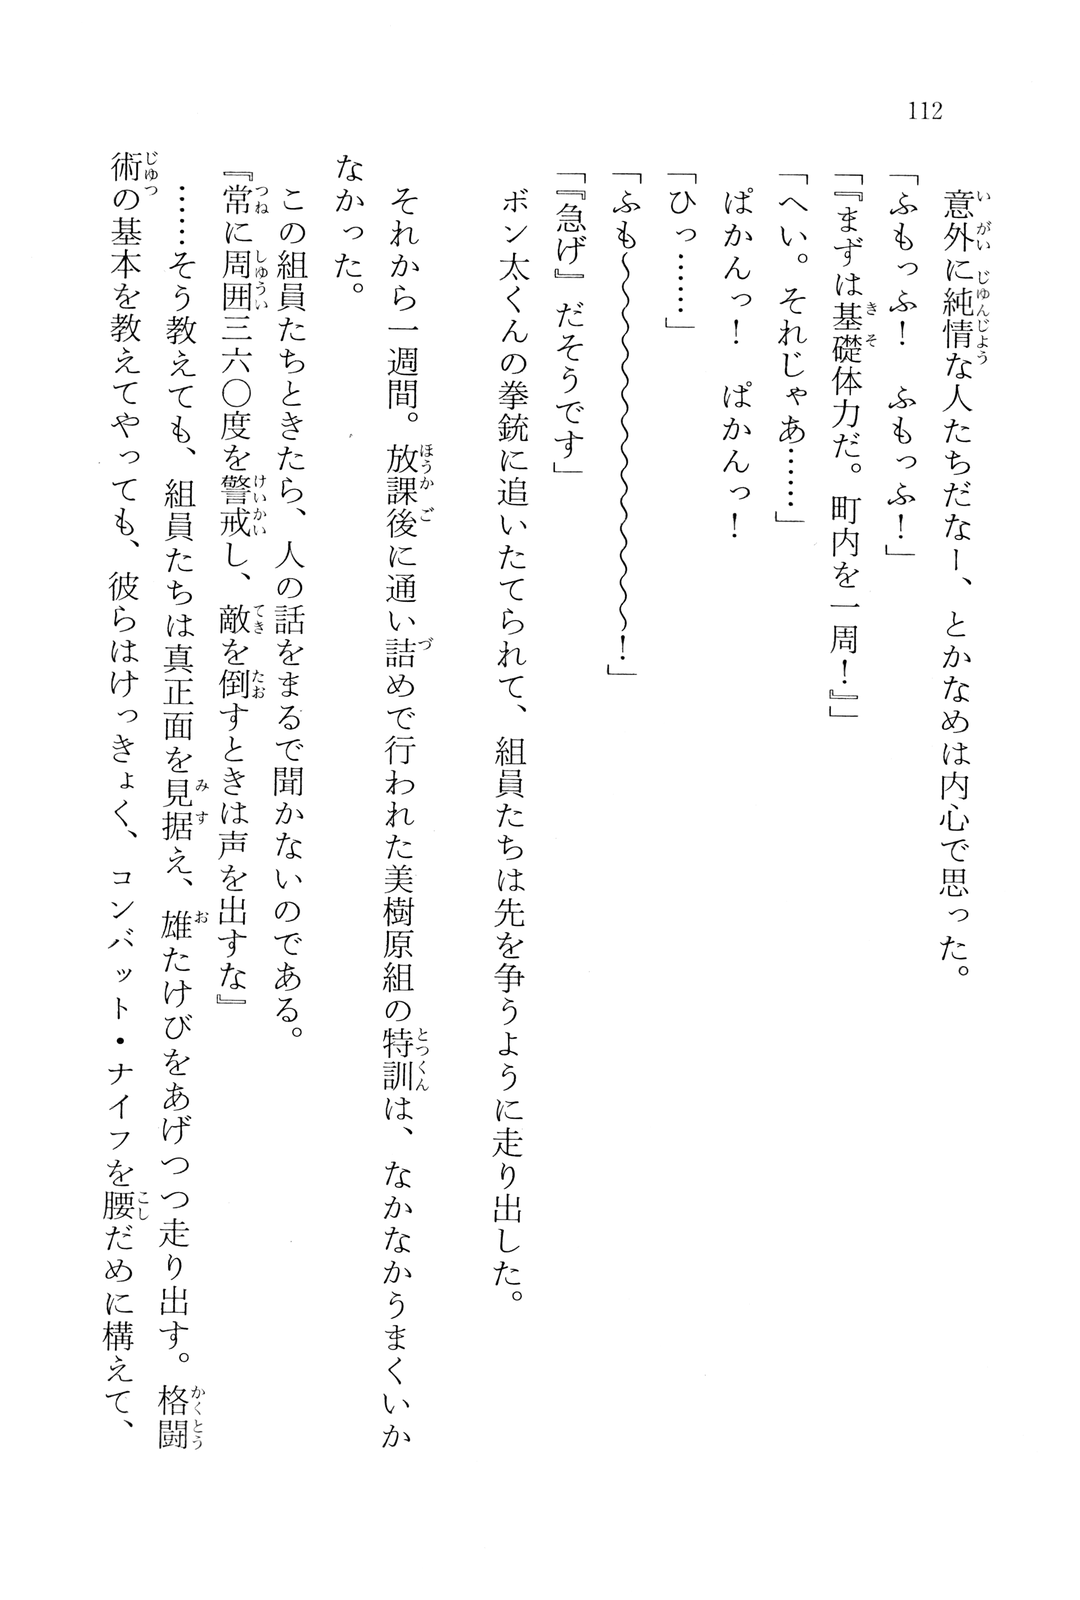 112
意外に純情な人たちだなー、とかなめは内心で思った。
「ふもっふ！　ふもっふ！」
「『まずは基礎体力だ。町内を一周！』」
「へい。それじゃあ……」
ぱかんっ！　ぱかんっ！
「ひっ……」
「ふも〜〜〜〜〜〜〜〜〜〜〜！」
「『急げ』だそうです」
ボン太くんの拳銃に追いたてられて、組員たちは先を争うように走り出した。
それから一週間。放課後に通い詰めで行われた美樹原組の特訓は、なかなかうまくいか
なかった。
この組員たちときたら、人の話をまるで聞かないのである。
『常に周囲三六〇度を警戒し、敵を倒すときは声を出すな』
……そう教えても、組員たちは真正面を見据え、雄たけびをあげつつ走り出す。格闘
術の基本を教えてやっても、彼らはけっきょく、コンバット・ナイフを腰だめに構えて、